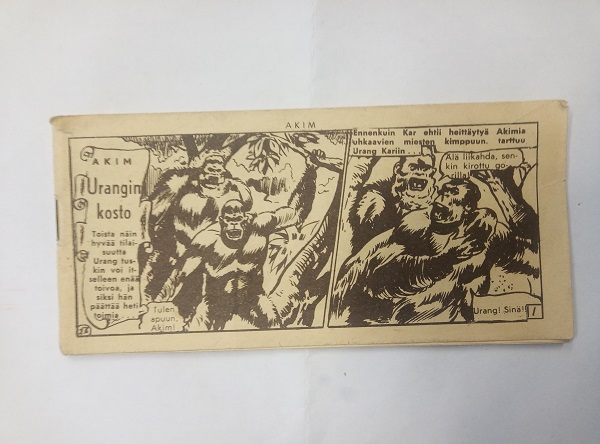 AKIM
AKIM
Urangin
kosto
Toista näin
hyvää tilai-
suutta
Urang tus-
kin voi it-
selleen enää
toivoa, ja
siksi hän
päättää heti
toimia . . .
Tulen
apuun,
Akim!
Ennenkuin Kar ehtii heittäytyä Akimia
uhkaavien miesten kimppuun, tarttuu
Urang Kariin . . .
Älä liikahda, sen-
kin kirottu go-
rilla!
Urang! Sinä!
1